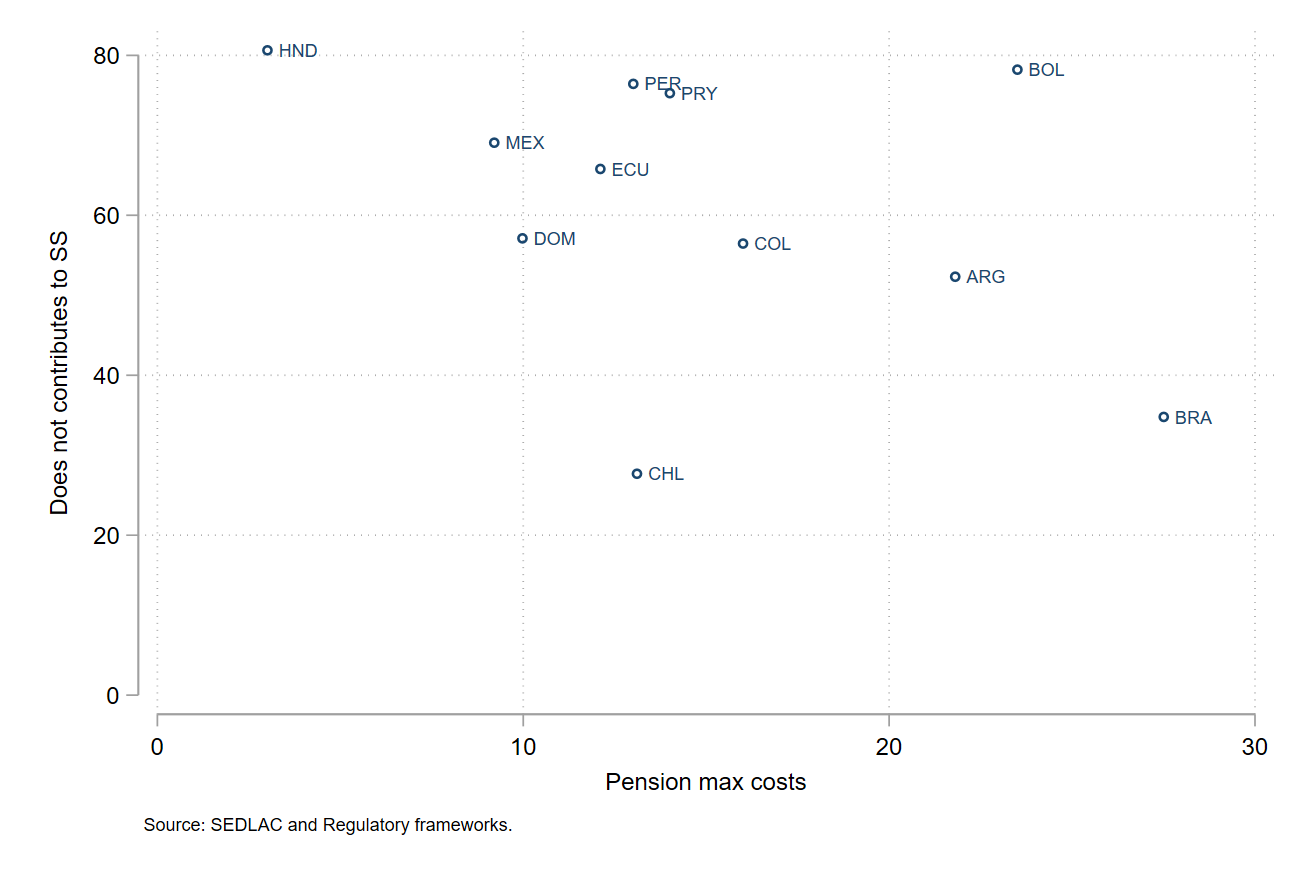 80
HND
BOL
PER
PRY
MEX
ECU
60
DOM
COL
ARG
Does not contributes to SS
40
BRA
CHL
20
0
0 10 20 30
Pension max costs
Source: SEDLAC and Regulatory frameworks.